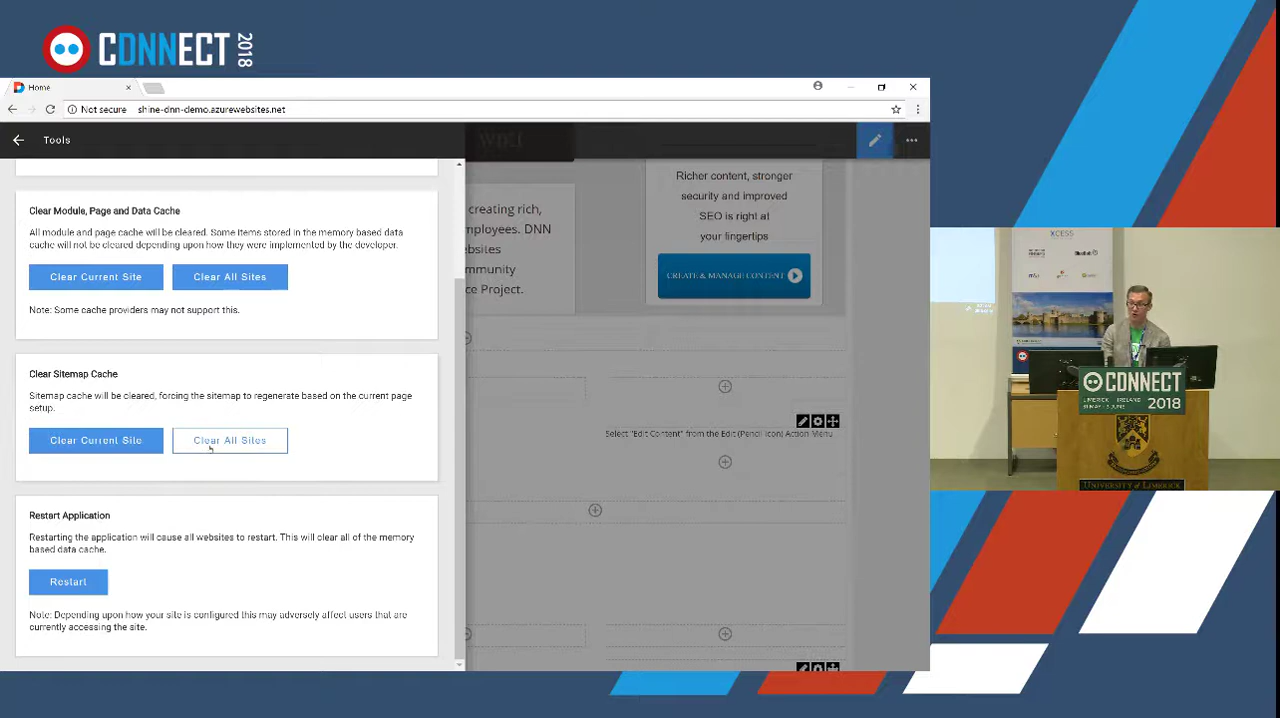 CDNNECT 2018
Home
Not secure shine-dnn-demo.azurewebsites.net
Tools
Clear Module, Page and Data Cache
All module and page cache will be cleared. Some items stored in the memory based data
cache will not be cleared depending upon how they were implemented by the developer.
Clear Current Site
Clear All Sites
Note: Some cache providers may not support this.
Clear Sitemap Cache
Sitemap cache will be cleared, forcing the sitemap to regenerate based on the current page
setup.
Clear Current Site
Clear All Sites
Restart Application
Restarting the application will cause all websites to restart. This will clear all of the memory
based data cache.
Restart
Note: Depending upon how your site is configured this may adversely affect users that are
currently accessing the site.
creating rich,
mployees. DNN
ebsites
mmunity
ce Project.
Richer content, stronger
security and improved
SEO is right at
your fingertips
CREATE & MANAGE CONTENT
Select "Edit Content" from the Edit (Pencil Icon) Action Menu
XCESS
CONNECT
LIMERICK, IRELAND
2018
UNIVERSITY of LIMERICK